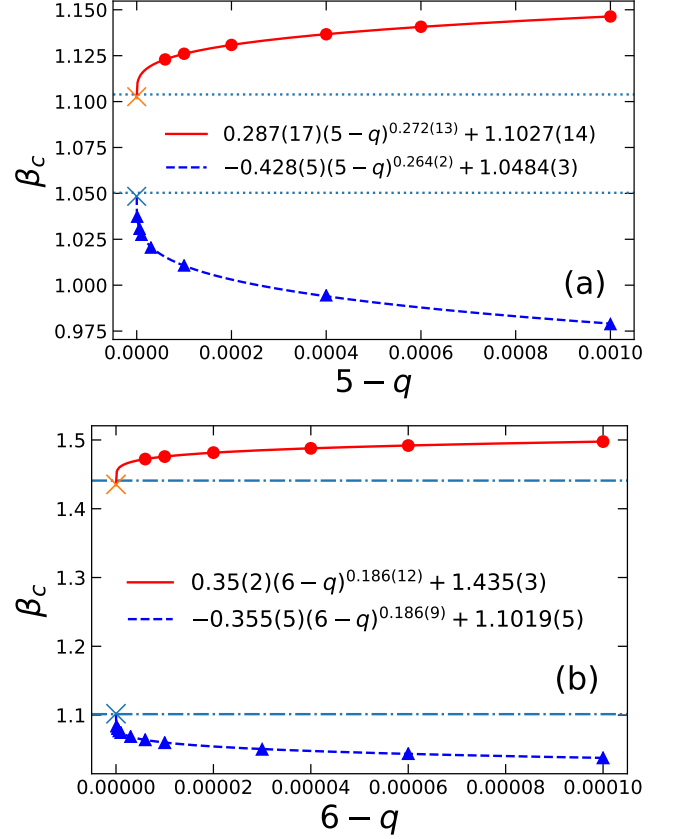 1.150
1.125
1.100
1.075
1.050
1.025
1.000
0.975
β_c
0.287(17)(5 − q)^{0.272(13)} + 1.1027(14)
−0.428(5)(5 − q)^{0.264(2)} + 1.0484(3)
(a)
0.0000 0.0002 0.0004 0.0006 0.0008 0.0010
5 − q
1.5
1.4
1.3
1.2
1.1
β_c
0.35(2)(6 − q)^{0.186(12)} + 1.435(3)
−0.355(5)(6 − q)^{0.186(9)} + 1.1019(5)
(b)
0.00000 0.00002 0.00004 0.00006 0.00008 0.00010
6 − q